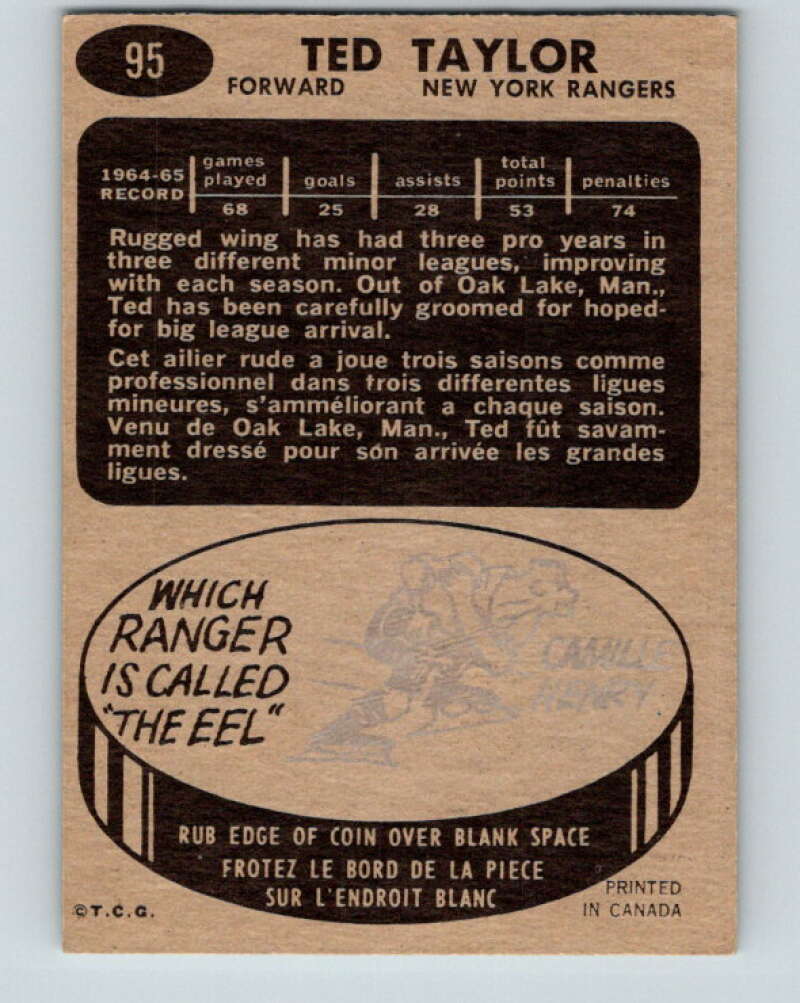 95
TED TAYLOR
FORWARD NEW YORK RANGERS
1964-65 RECORD games played goals assists total points penalties
68 25 28 53 74
Rugged wing has had three pro years in
three different minor leagues, improving
with each season. Out of Oak Lake, Man.,
Ted has been carefully groomed for hoped-
for big league arrival.
Cet ailier rude a joue trois saisons comme
professionnel dans trois differentes ligues
mineures, s'amméliorant a chaque saison.
Venu de Oak Lake, Man., Ted fût savam-
ment dressé pour són arrivée les grandes
ligues.
WHICH
RANGER
IS CALLED
"THE EEL"
CAMILLE
HENRY
RUB EDGE OF COIN OVER BLANK SPACE
FROTEZ LE BORD DE LA PIECE
SUR L'ENDROIT BLANC
©T.C.G.
PRINTED
IN CANADA